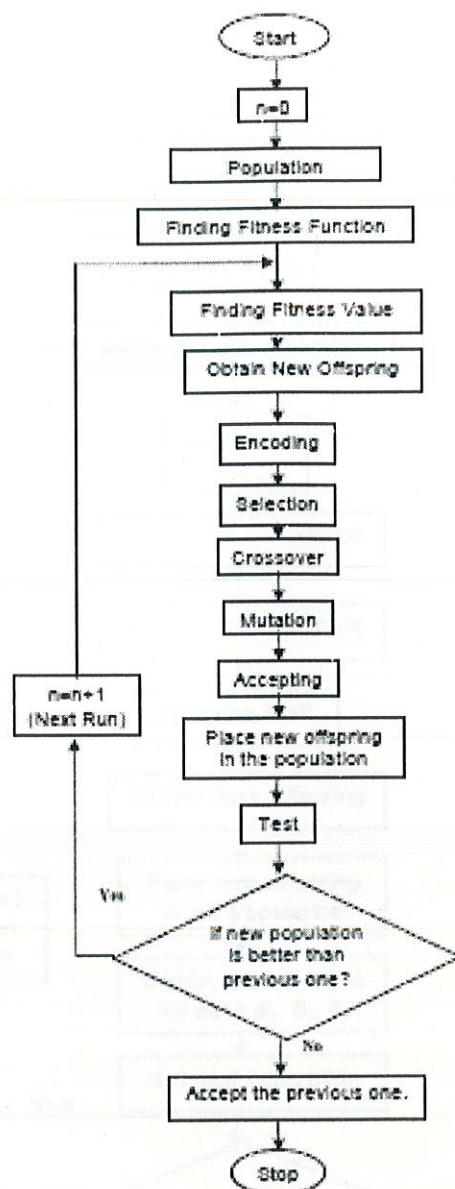 Start
n=0
Population
Finding Fitness Function
Finding Fitness Value
Obtain New Offspring
Encoding
Selection
Crossover
Mutation
Accepting
n=n+1
(Next Run)
Place new offspring
in the population
Test
Yes
If new population
is better than
previous one?
No
Accept the previous one.
Stop